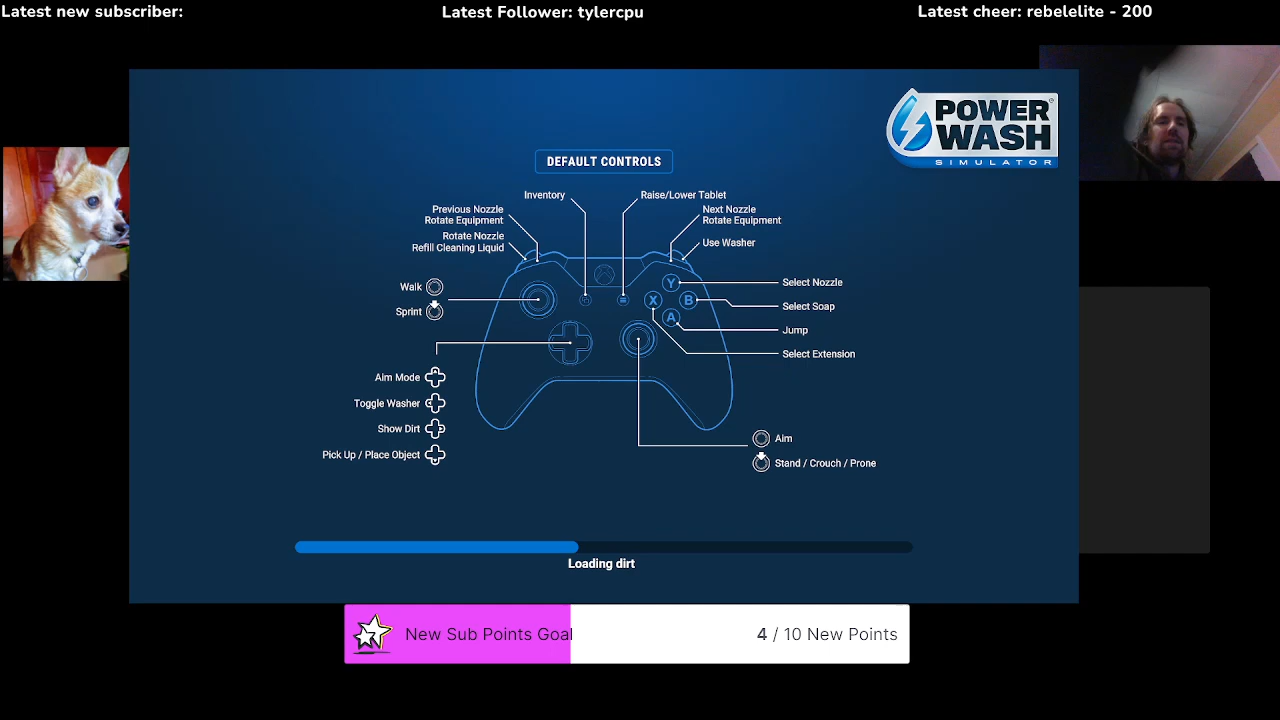 Latest new subscriber:
Latest Follower: tylercpu
Latest cheer: rebelelite - 200
POWER
WASH
SIMULATOR
DEFAULT CONTROLS
Inventory
Raise/Lower Tablet
Previous Nozzle
Rotate Equipment
Next Nozzle
Rotate Equipment
Rotate Nozzle
Refill Cleaning Liquid
Use Washer
Walk
Sprint
Y
X
B
A
Select Nozzle
Select Soap
Jump
Select Extension
Aim Mode
Toggle Washer
Show Dirt
Pick Up / Place Object
Aim
Stand / Crouch / Prone
Loading dirt
New Sub Points Goal
4 / 10 New Points